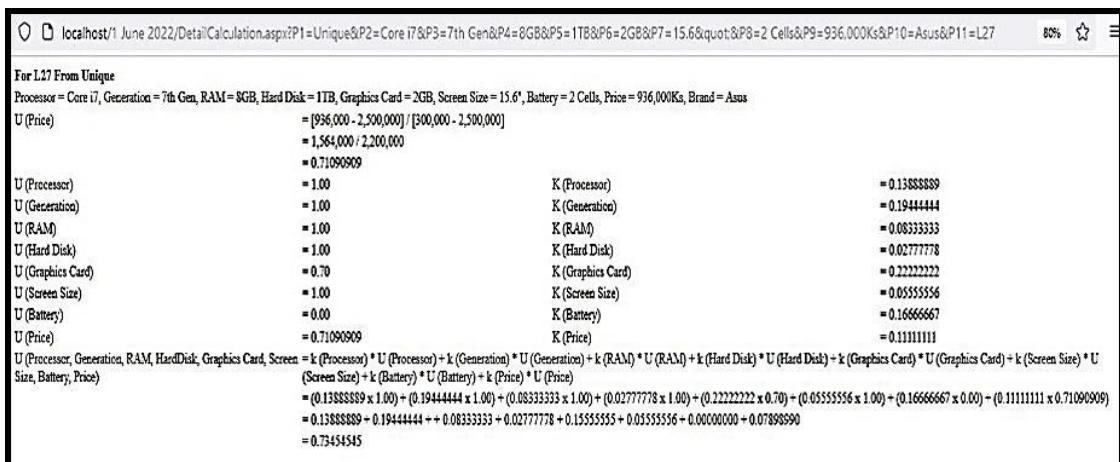 localhost/1 June 2022/DetailCalculation.aspx?P1=Unique&P2=Core i7&P3=7th Gen&P4=8GB&P5=1TB&P6=2GB&P7=15.6&quot;&P8=2 Cells&P9=936,000Ks&P10=Asus&P11=L27 80%
For L27 From Unique
Processor = Core i7, Generation = 7th Gen, RAM = 8GB, Hard Disk = 1TB, Graphics Card = 2GB, Screen Size = 15.6", Battery = 2 Cells, Price = 936,000Ks, Brand = Asus
U (Price) = [936,000 - 2,500,000] / [300,000 - 2,500,000]
= 1,564,000 / 2,200,000
= 0.71090909
U (Processor) = 1.00 K (Processor) = 0.13888889
U (Generation) = 1.00 K (Generation) = 0.19444444
U (RAM) = 1.00 K (RAM) = 0.08333333
U (Hard Disk) = 1.00 K (Hard Disk) = 0.02777778
U (Graphics Card) = 0.70 K (Graphics Card) = 0.22222222
U (Screen Size) = 1.00 K (Screen Size) = 0.05555556
U (Battery) = 0.00 K (Battery) = 0.16666667
U (Price) = 0.71090909 K (Price) = 0.11111111
U (Processor, Generation, RAM, HardDisk, Graphics Card, Screen = k (Processor) * U (Processor) + k (Generation) * U (Generation) + k (RAM) * U (RAM) + k (Hard Disk) * U (Hard Disk) + k (Graphics Card) * U (Graphics Card) + k (Screen Size) * U
Size, Battery, Price) (Screen Size) + k (Battery) * U (Battery) + k (Price) * U (Price)
= (0.13888889 x 1.00) + (0.19444444 x 1.00) + (0.08333333 x 1.00) + (0.02777778 x 1.00) + (0.22222222 x 0.70) + (0.05555556 x 1.00) + (0.16666667 x 0.00) + (0.11111111 x 0.71090909)
= 0.13888889 + 0.19444444 + + 0.08333333 + 0.02777778 + 0.15555555 + 0.05555556 + 0.00000000 + 0.07898990
= 0.73454545